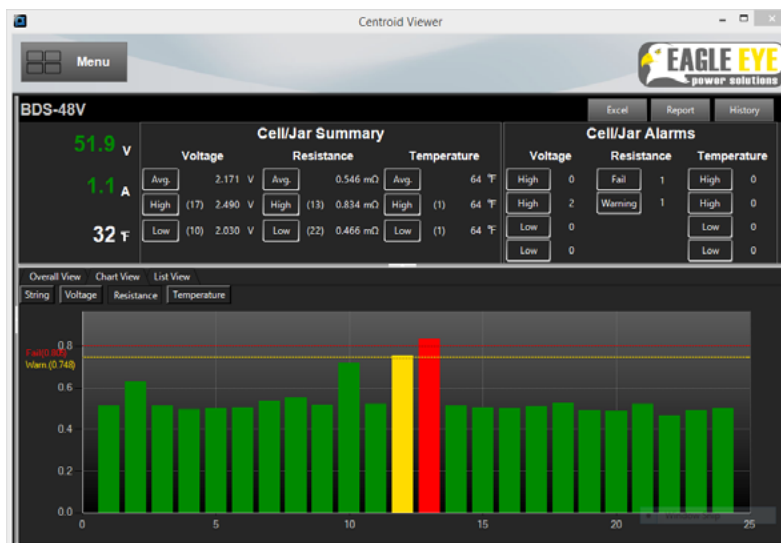 Centroid Viewer
Menu
EAGLE EYE
power solutions
BDS-48V
Excel Report History
51.9 V
1.1 A
32 °F
Cell/Jar Summary
Voltage Resistance Temperature
Avg. 2.171 V Avg. 0.546 mΩ Avg. 64 °F
High (17) 2.490 V High (13) 0.834 mΩ High (1) 64 °F
Low (10) 2.030 V Low (22) 0.466 mΩ Low (1) 64 °F
Cell/Jar Alarms
Voltage Resistance Temperature
High 0 Fail 1 High 0
High 2 Warning 1 High 0
Low 0 Low 0
Low 0 Low 0
Overall View Chart View List View
String Voltage Resistance Temperature
0.8
Warn (0.748)
0.6
0.4
0.2
0.0
0 5 10 15 20 25